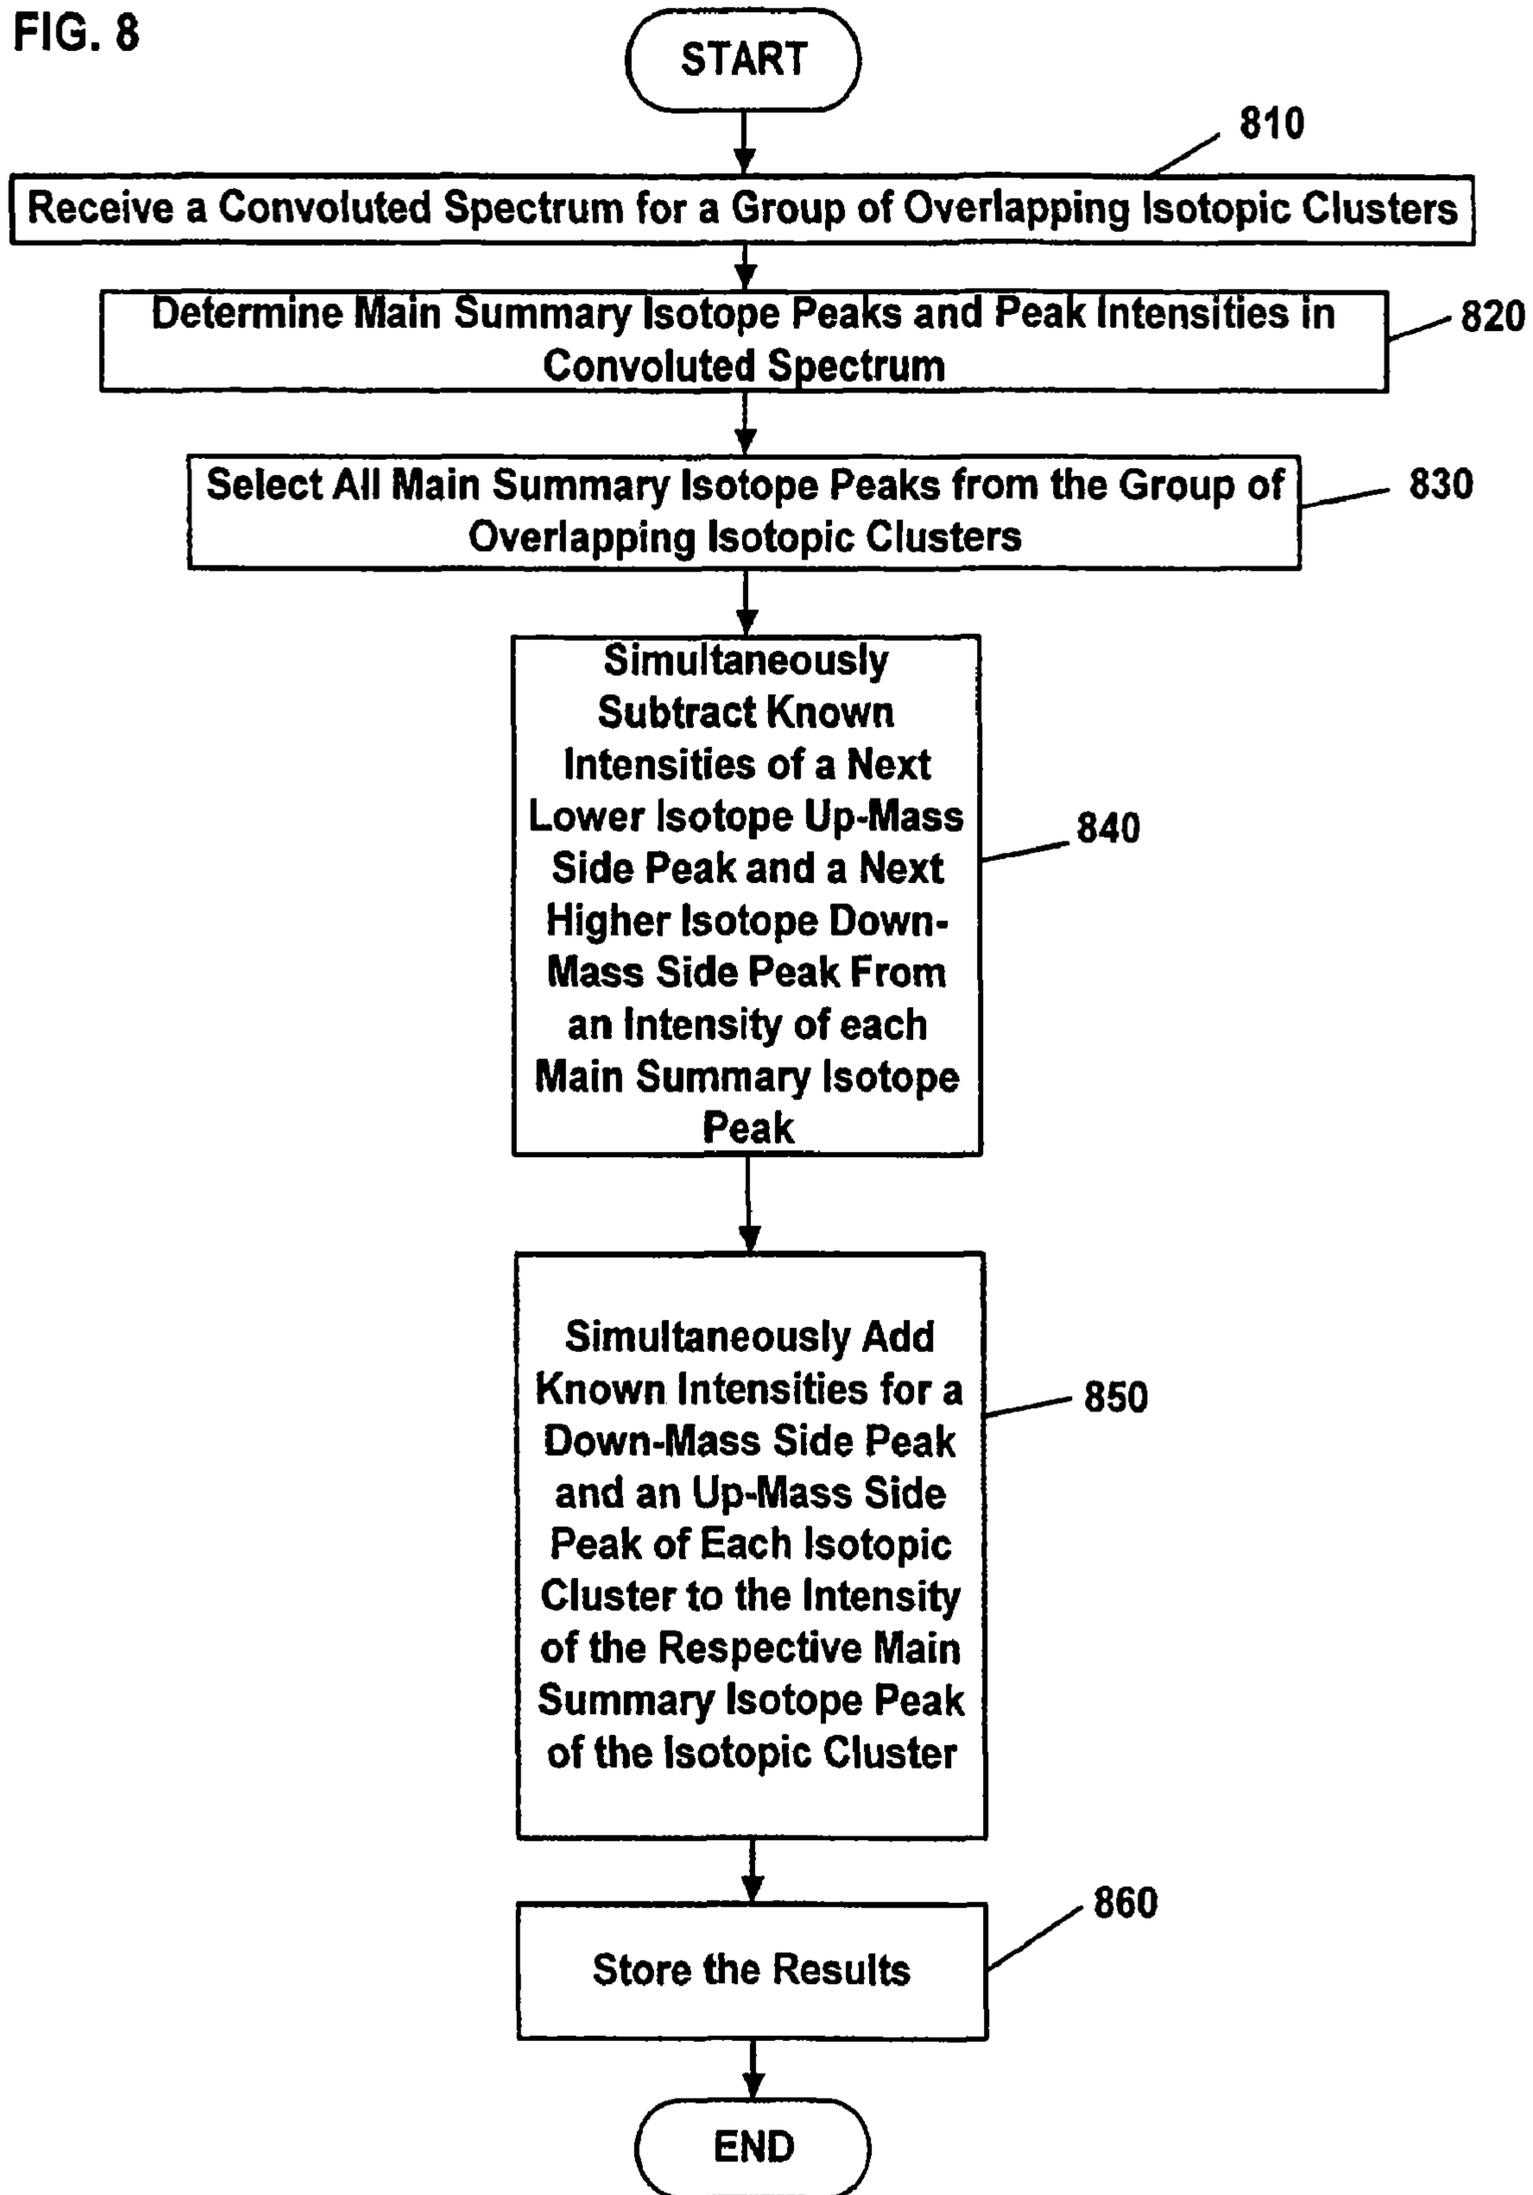 FIG. 8
START
810
Receive a Convoluted Spectrum for a Group of Overlapping Isotopic Clusters
Determine Main Summary Isotope Peaks and Peak Intensities in
Convoluted Spectrum
820
Select All Main Summary Isotope Peaks from the Group of
Overlapping Isotopic Clusters
830
Simultaneously
Subtract Known
Intensities of a Next
Lower Isotope Up-Mass
Side Peak and a Next
Higher Isotope Down-
Mass Side Peak From
an Intensity of each
Main Summary Isotope
Peak
840
Simultaneously Add
Known Intensities for a
Down-Mass Side Peak
and an Up-Mass Side
Peak of Each Isotopic
Cluster to the Intensity
of the Respective Main
Summary Isotope Peak
of the Isotopic Cluster
850
860
Store the Results
END